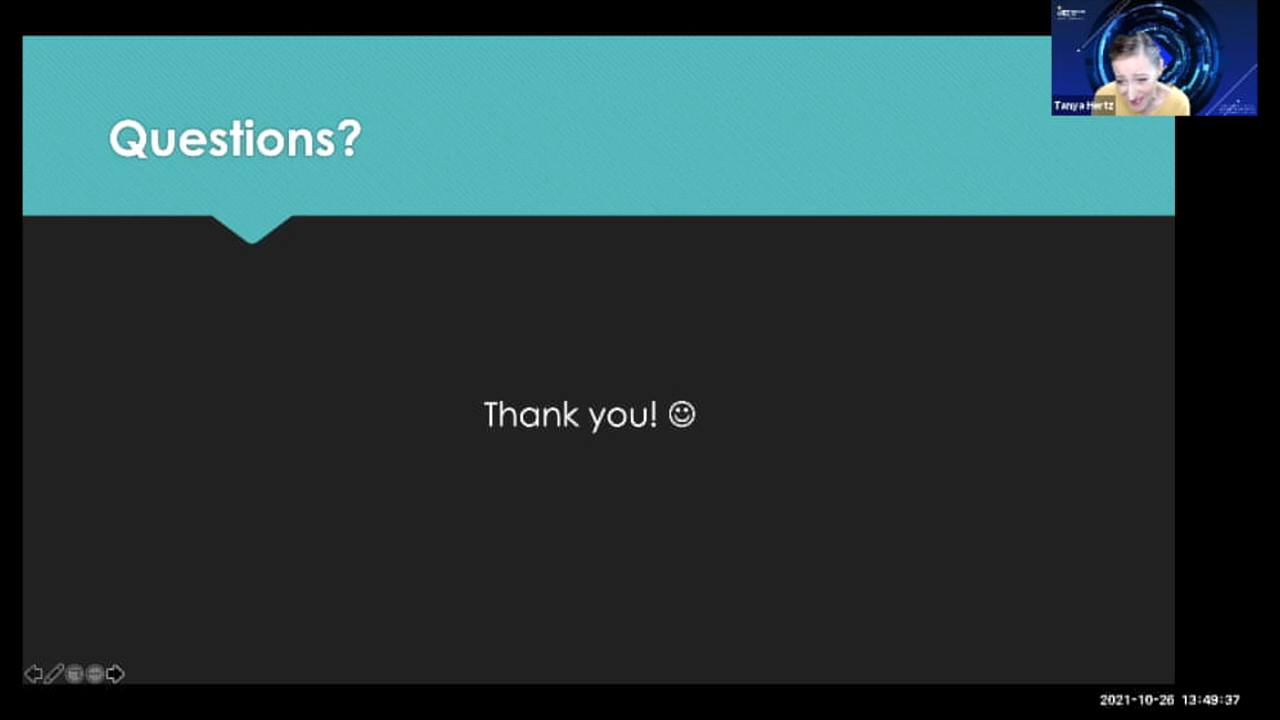 Questions?
Thank you! ☺
Tanya Hertz
2021-10-26 13:49:37